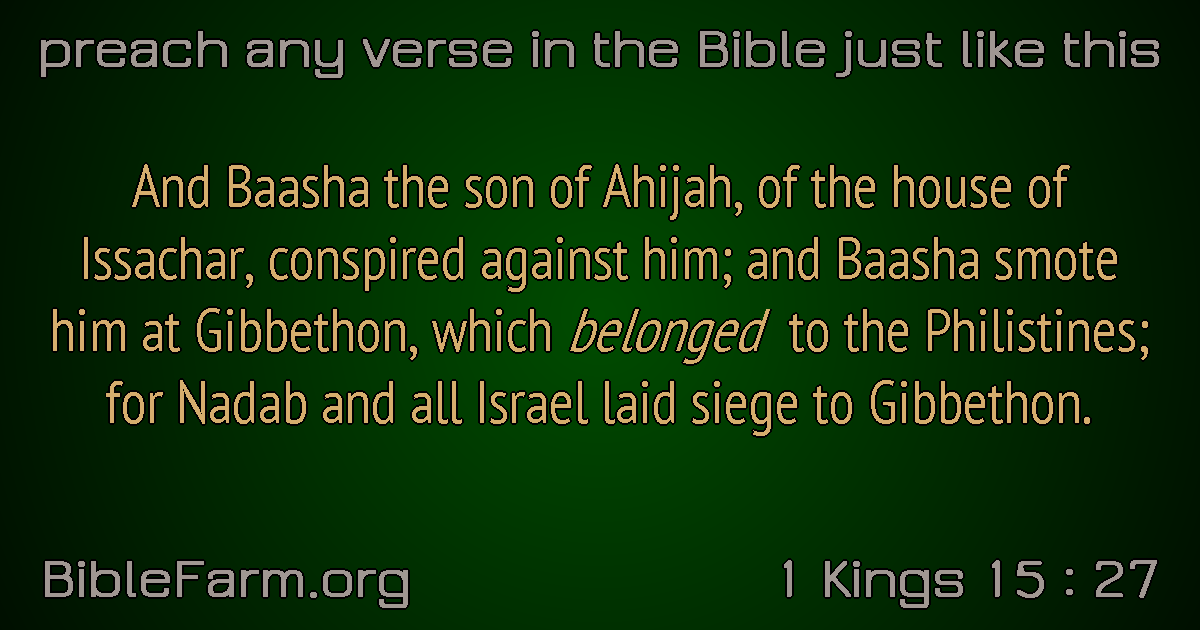 preach any verse in the Bible just like this
And Baasha the son of Ahijah, of the house of
Issachar, conspired against him; and Baasha smote
him at Gibbethon, which belonged to the Philistines;
for Nadab and all Israel laid siege to Gibbethon.
BibleFarm.org
1 Kings 15 : 27